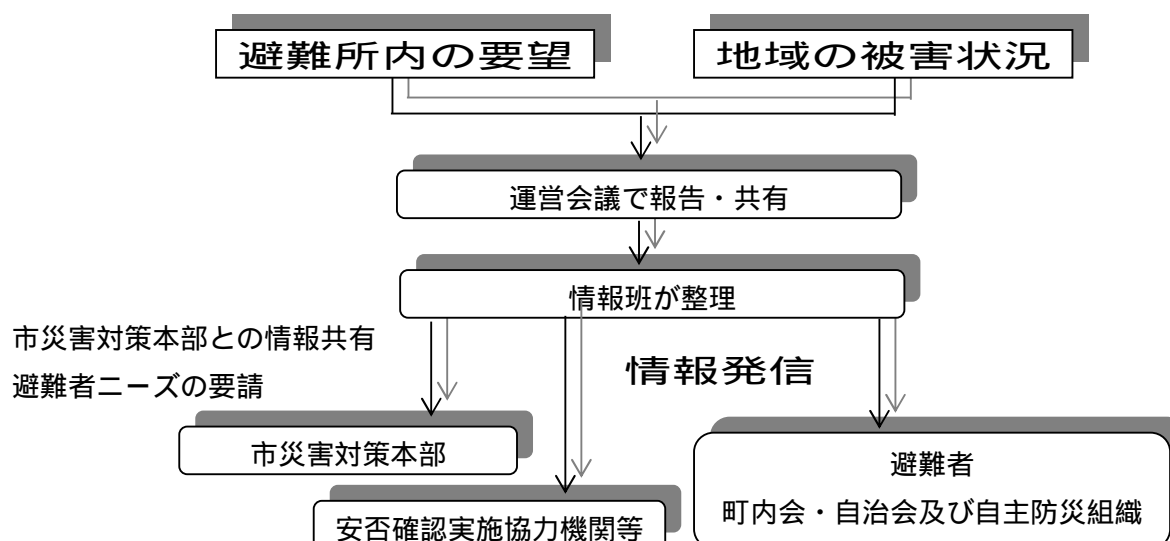 避難所内の要望
地域の被害状況
運営会議で報告・共有
情報班が整理
市災害対策本部との情報共有
避難者ニーズの要請
情報発信
市災害対策本部
安否確認実施協力機関等
避難者
町内会・自治会及び自主防災組織